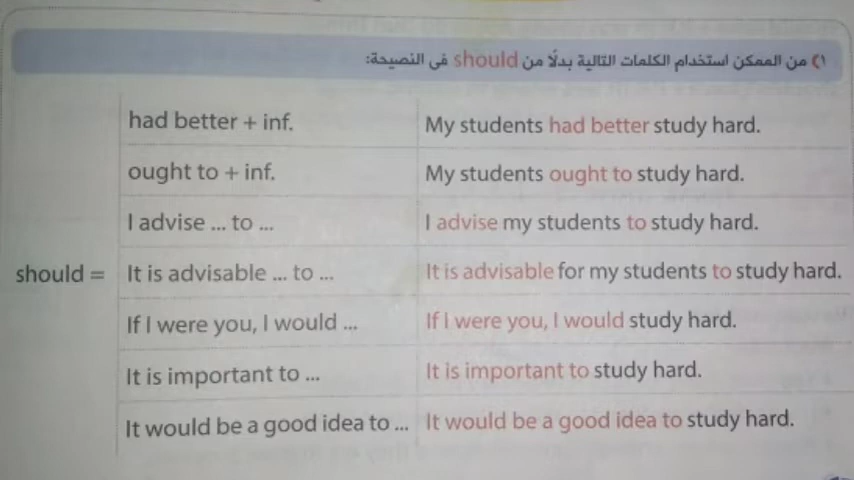 ١) من الممكن استخدام الكلمات التالية بدلًا من should فى النصيحة:
had better + inf. My students had better study hard.
ought to + inf. My students ought to study hard.
I advise ... to ... I advise my students to study hard.
should = It is advisable ... to ... It is advisable for my students to study hard.
If I were you, I would ... If I were you, I would study hard.
It is important to ... It is important to study hard.
It would be a good idea to ... It would be a good idea to study hard.